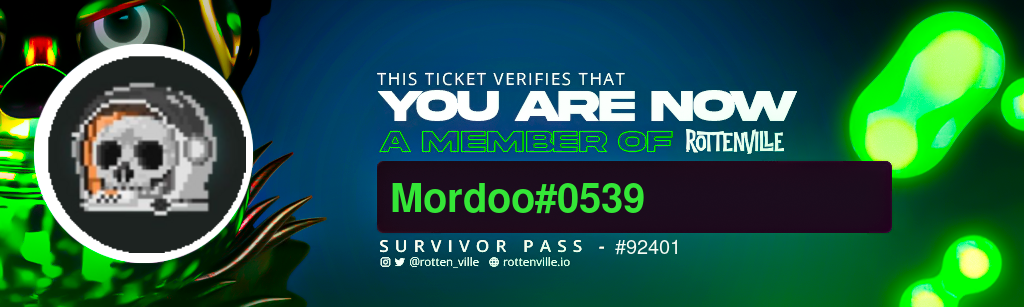 THIS TICKET VERIFIES THAT
YOU ARE NOW
A MEMBER OF ROTTENVILLE
Mordoo#0539
SURVIVOR PASS - #92401
@rotten_ville rottenville.io